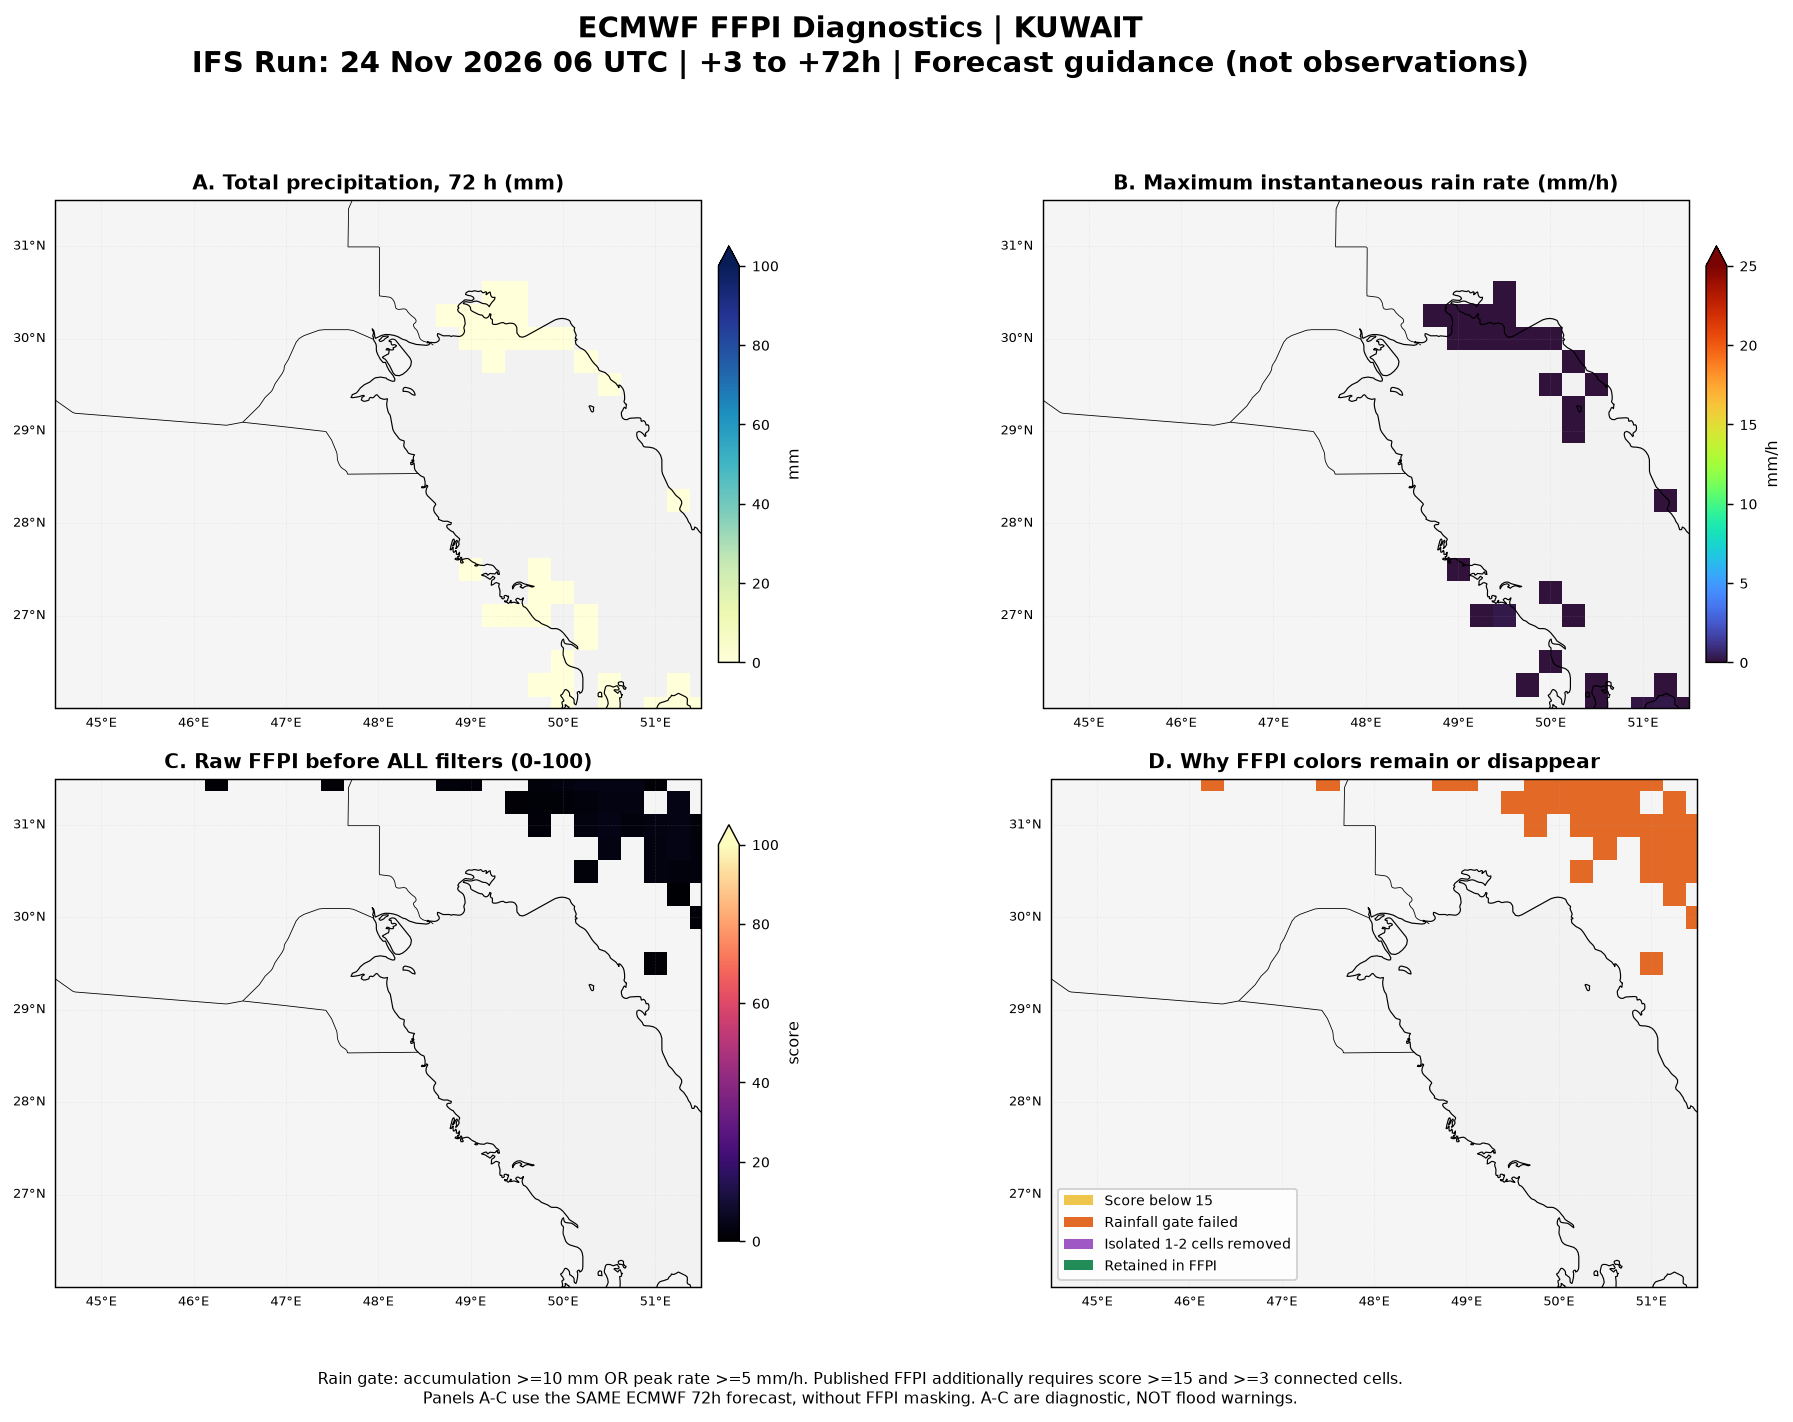 ECMWF FFPI Diagnostics | KUWAIT
IFS Run: 24 Nov 2026 06 UTC | +3 to +72h | Forecast guidance (not observations)
A. Total precipitation, 72 h (mm)
31°N
30°N
29°N
28°N
27°N
45°E 46°E 47°E 48°E 49°E 50°E 51°E
100
80
60
40
20
0
mm
B. Maximum instantaneous rain rate (mm/h)
31°N
30°N
29°N
28°N
27°N
45°E 46°E 47°E 48°E 49°E 50°E 51°E
25
20
15
10
5
0
mm/h
C. Raw FFPI before ALL filters (0-100)
31°N
30°N
29°N
28°N
27°N
45°E 46°E 47°E 48°E 49°E 50°E 51°E
100
80
60
40
20
0
score
D. Why FFPI colors remain or disappear
31°N
30°N
29°N
28°N
27°N
45°E 46°E 47°E 48°E 49°E 50°E 51°E
Score below 15
Rainfall gate failed
Isolated 1-2 cells removed
Retained in FFPI
Rain gate: accumulation >=10 mm OR peak rate >=5 mm/h. Published FFPI additionally requires score >=15 and >=3 connected cells.
Panels A-C use the SAME ECMWF 72h forecast, without FFPI masking. A-C are diagnostic, NOT flood warnings.